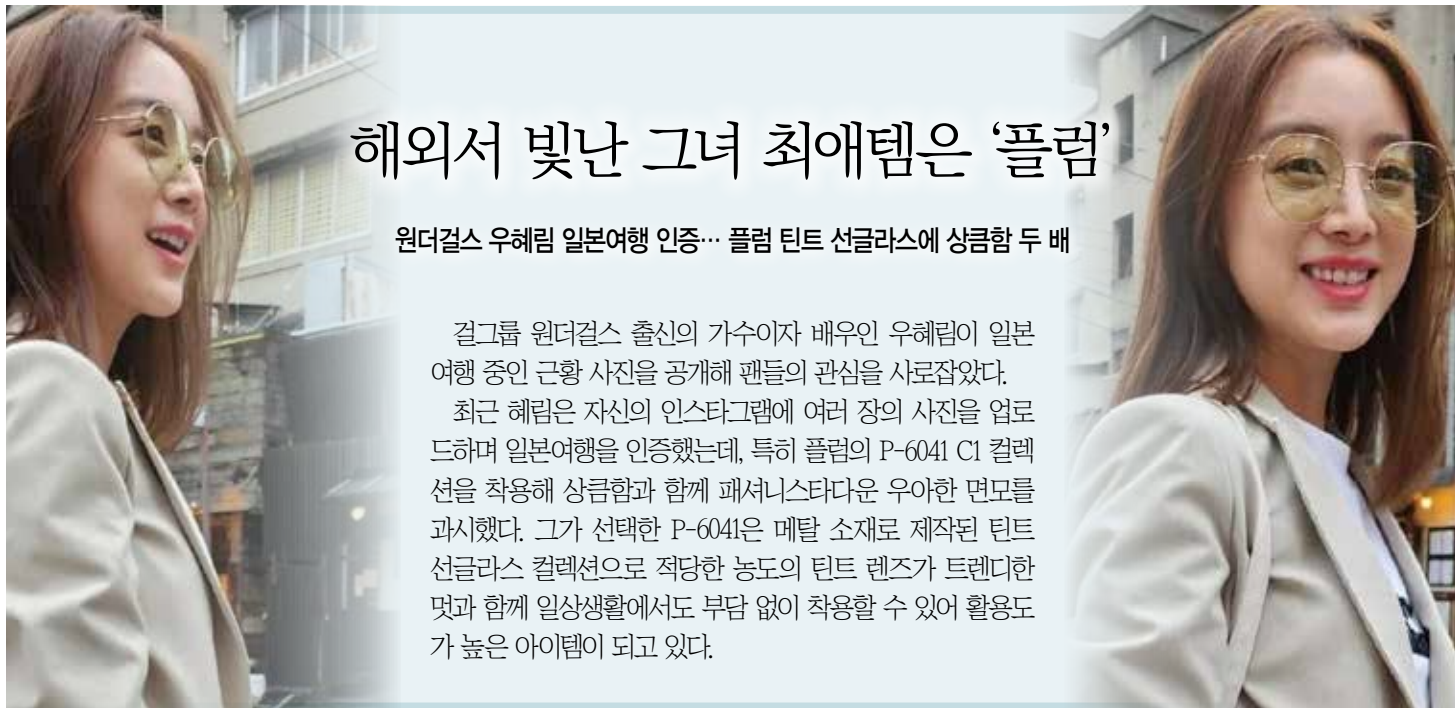 해외서 빛난 그녀 최애템은 ‘플럼’
원더걸스 우혜림 일본여행 인증… 플럼 틴트 선글라스에 상큼함 두 배
걸그룹 원더걸스 출신의 가수이자 배우인 우혜림이 일본
여행 중인 근황 사진을 공개해 팬들의 관심을 사로잡았다.
최근 혜림은 자신의 인스타그램에 여러 장의 사진을 업로
드하며 일본여행을 인증했는데, 특히 플럼의 P-6041 C1 컬렉
션을 착용해 상큼함과 함께 패셔니스타다운 우아한 면모를
과시했다. 그가 선택한 P-6041은 메탈 소재로 제작된 틴트
선글라스 컬렉션으로 적당한 농도의 틴트 렌즈가 트렌디한
멋과 함께 일상생활에서도 부담 없이 착용할 수 있어 활용도
가 높은 아이템이 되고 있다.